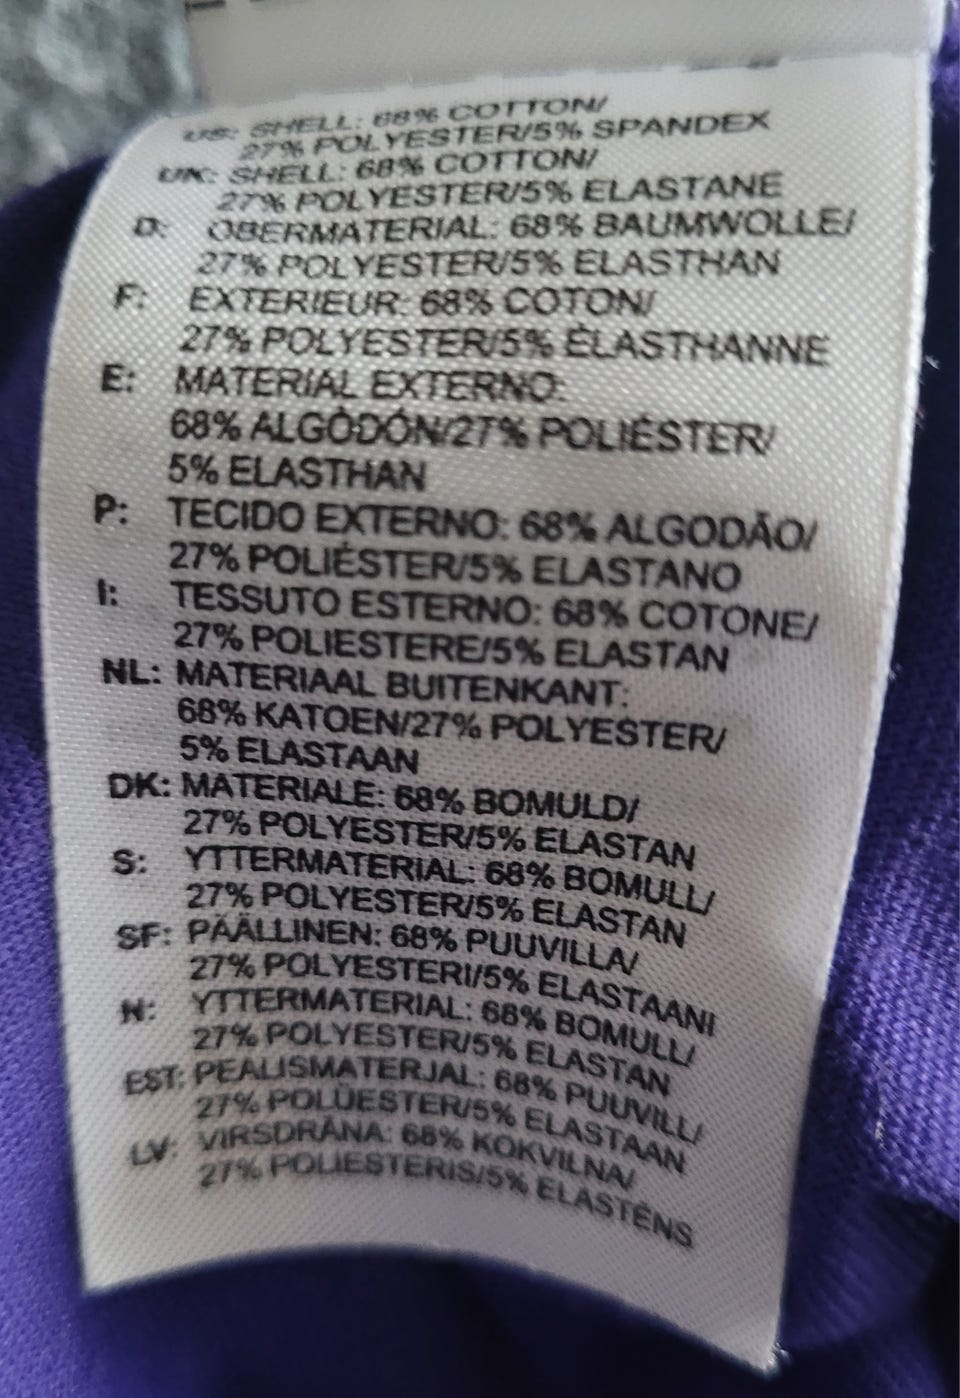 US: SHELL: 68% COTTON/
27% POLYESTER/5% SPANDEX
UK: SHELL: 68% COTTON/
27% POLYESTER/5% ELASTANE
D: OBERMATERIAL: 68% BAUMWOLLE/
27% POLYESTER/5% ELASTHAN
F: EXTERIEUR: 68% COTON/
27% POLYESTER/5% ÉLASTHANNE
E: MATERIAL EXTERNO:
68% ALGODÓN/27% POLIÉSTER/
5% ELASTHAN
P: TECIDO EXTERNO: 68% ALGODÃO/
27% POLIÉSTER/5% ELASTANO
I: TESSUTO ESTERNO: 68% COTONE/
27% POLIESTERE/5% ELASTAN
NL: MATERIAAL BUITENKANT:
68% KATOEN/27% POLYESTER/
5% ELASTAAN
DK: MATERIALE: 68% BOMULD/
27% POLYESTER/5% ELASTAN
S: YTTERMATERIAL: 68% BOMULL/
27% POLYESTER/5% ELASTAN
SF: PÄÄLLINEN: 68% PUUVILLA/
27% POLYESTERI/5% ELASTAANI
N: YTTERMATERIAL: 68% BOMULL/
27% POLYESTER/5% ELASTAN
EST: PEALISMATERJAL: 68% PUUVILL/
27% POLÜESTER/5% ELASTAAN
LV: VIRSDRĀNA: 68% KOKVILNA/
27% POLIESTERIS/5% ELASTĒNS